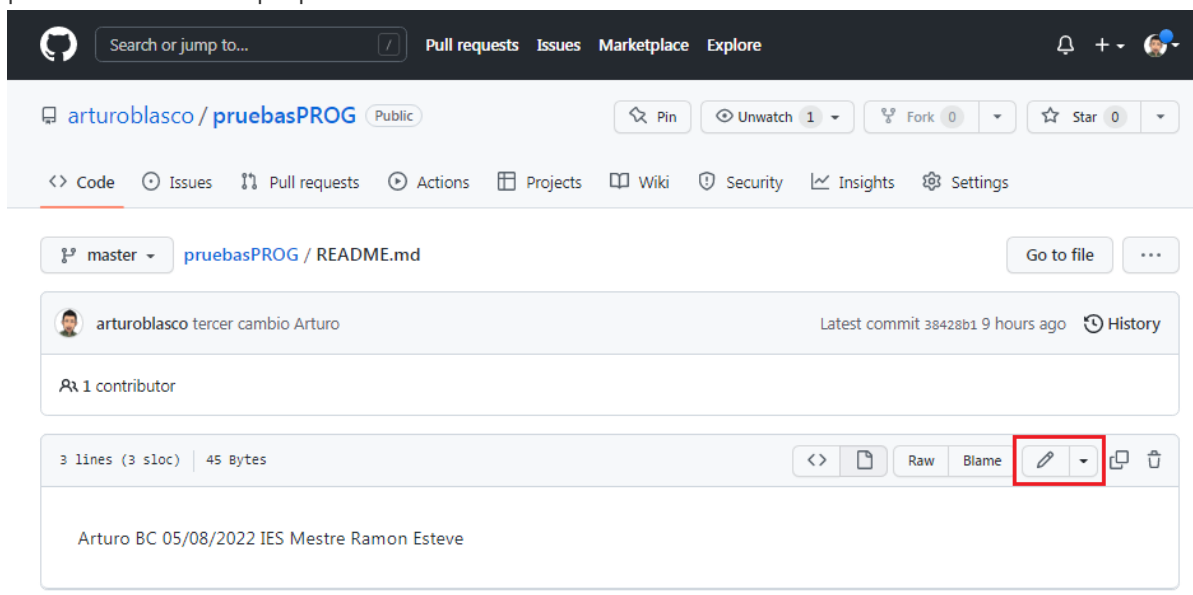 Search or jump to... / Pull requests Issues Marketplace Explore
arturoblasco / pruebasPROG Public Pin Unwatch 1 Fork 0 Star 0
<> Code Issues Pull requests Actions Projects Wiki Security Insights Settings
master pruebasPROG / README.md Go to file ...
arturoblasco tercer cambio Arturo Latest commit 38428b1 9 hours ago History
1 contributor
3 lines (3 sloc) 45 Bytes <> Raw Blame
Arturo BC 05/08/2022 IES Mestre Ramon Esteve